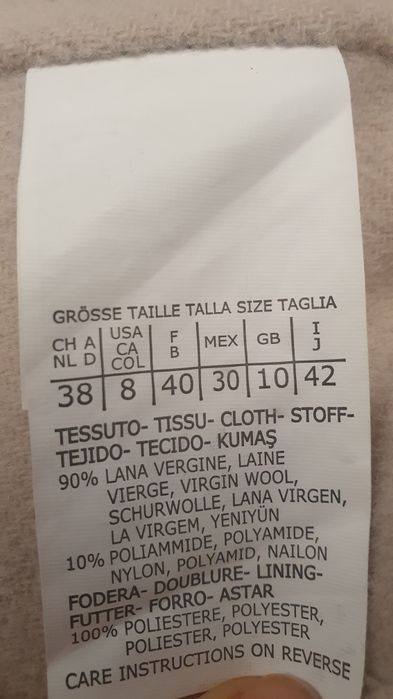 GRÖSSE TAILLE TALLA SIZE TAGLIA
CH A NL D | USA CA COL | F B | MEX | GB | I J
38 | 8 | 40 | 30 | 10 | 42
TESSUTO- TISSU- CLOTH- STOFF-
TEJIDO- TECIDO- KUMAŞ
90% LANA VERGINE, LAINE
VIERGE, VIRGIN WOOL,
SCHURWOLLE, LANA VIRGEN,
LA VIRGEM, YENIYÜN
10% POLIAMMIDE, POLYAMIDE,
NYLON, POLYAMID, NAILON
FODERA- DOUBLURE- LINING-
FUTTER- FORRO- ASTAR
100% POLIESTERE, POLYESTER,
POLIESTER, POLYESTER
CARE INSTRUCTIONS ON REVERSE